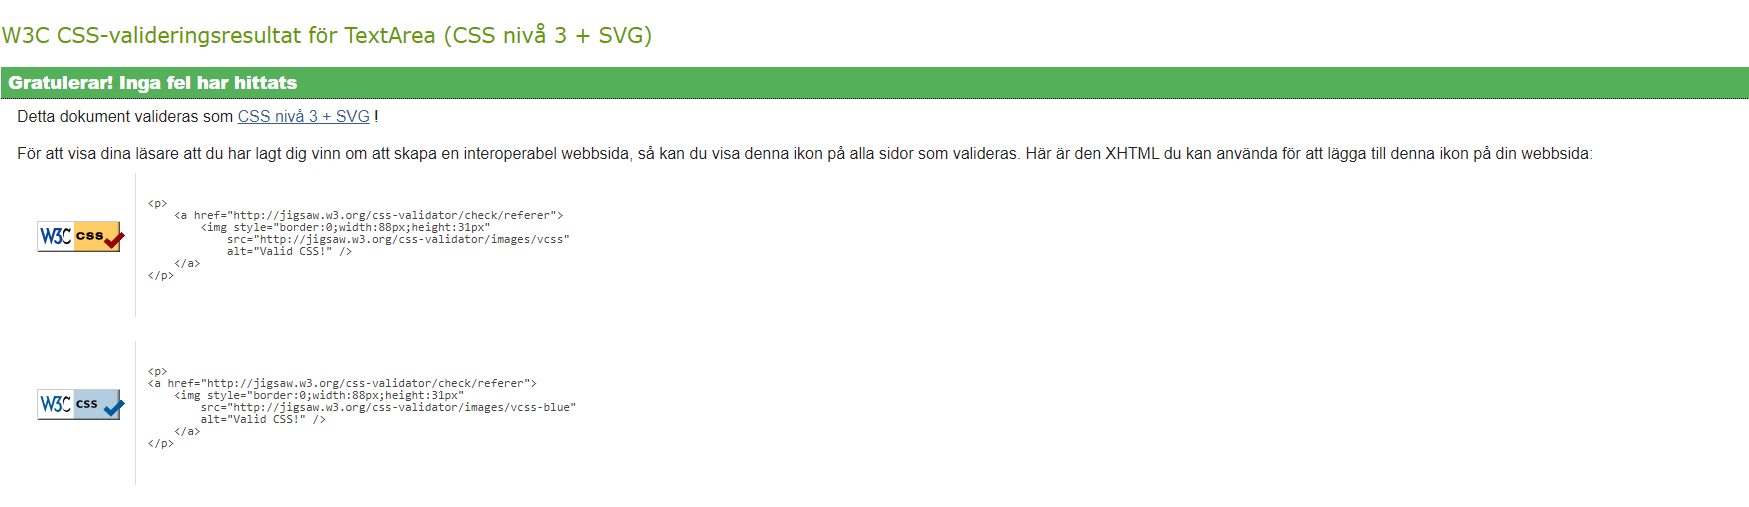 W3C CSS-valideringsresultat för TextArea (CSS nivå 3 + SVG)
Gratulerar! Inga fel har hittats
Detta dokument valideras som CSS nivå 3 + SVG !
För att visa dina läsare att du har lagt dig vinn om att skapa en interoperabel webbsida, så kan du visa denna ikon på alla sidor som valideras. Här är den XHTML du kan använda för att lägga till denna ikon på din webbsida:
W3C css
<p>
    <a href="http://jigsaw.w3.org/css-validator/check/referer">
        <img style="border:0;width:88px;height:31px"
            src="http://jigsaw.w3.org/css-validator/images/vcss"
            alt="Valid CSS!" />
    </a>
</p>
W3C css
<p>
<a href="http://jigsaw.w3.org/css-validator/check/referer">
    <img style="border:0;width:88px;height:31px"
        src="http://jigsaw.w3.org/css-validator/images/vcss-blue"
        alt="Valid CSS!" />
    </a>
</p>